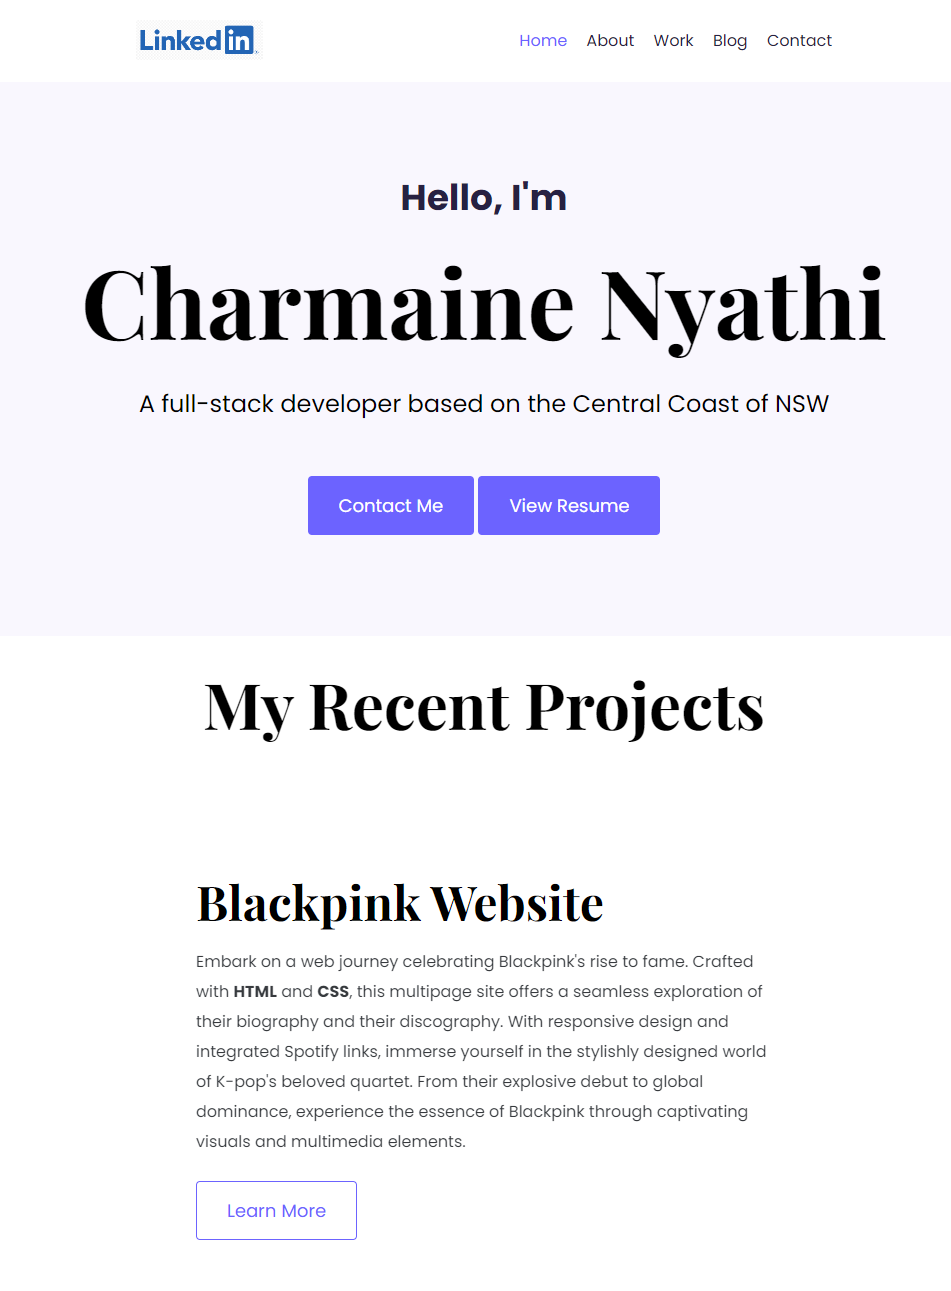 Linked in
Home About Work Blog Contact
Hello, I'm
Charmaine Nyathi
A full-stack developer based on the Central Coast of NSW
Contact Me View Resume
My Recent Projects
Blackpink Website
Embark on a web journey celebrating Blackpink's rise to fame. Crafted
with HTML and CSS, this multipage site offers a seamless exploration of
their biography and their discography. With responsive design and
integrated Spotify links, immerse yourself in the stylishly designed world
of K-pop's beloved quartet. From their explosive debut to global
dominance, experience the essence of Blackpink through captivating
visuals and multimedia elements.
Learn More